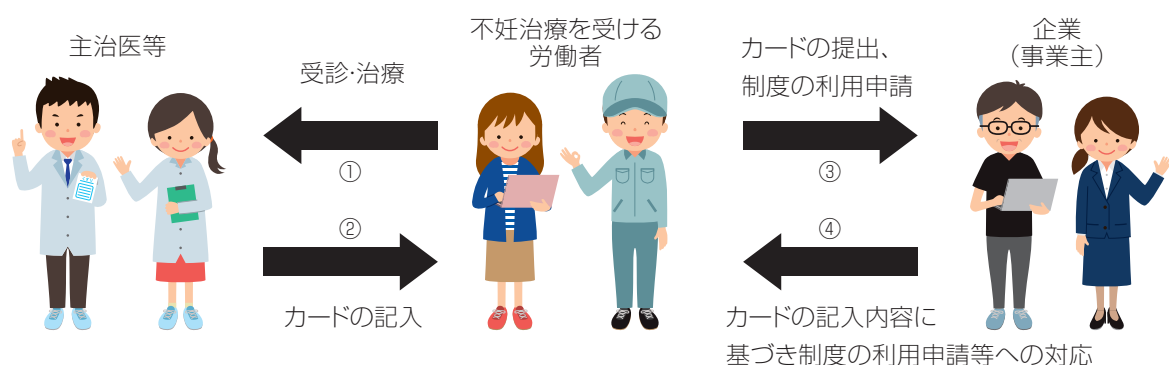 主治医等
受診・治療
①
②
カードの記入
不妊治療を受ける
労働者
カードの提出、
制度の利用申請
③
④
カードの記入内容に
基づき制度の利用申請等への対応
企業
（事業主）